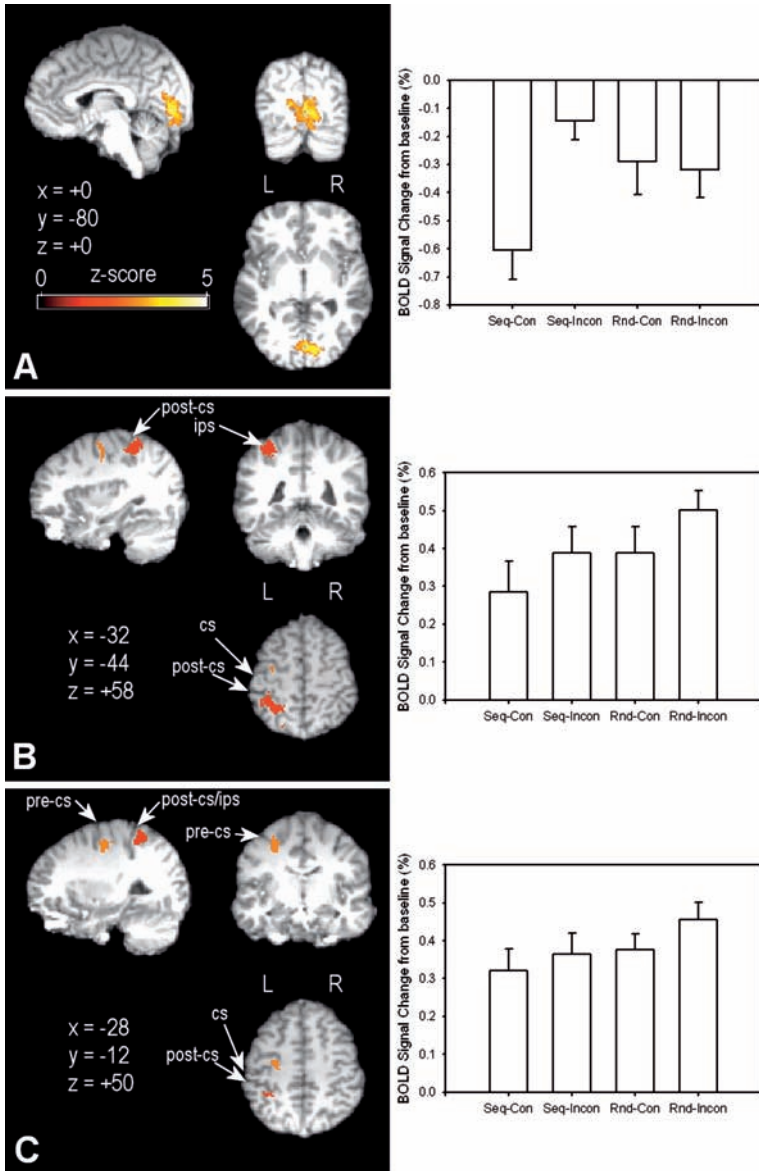 x = +0
y = -80
z = +0
0 z-score 5
L R
A
BOLD Signal Change from baseline (%)
0.0
-0.1
-0.2
-0.3
-0.4
-0.5
-0.6
-0.7
-0.8
Seq-Con Seq-Incon Rnd-Con Rnd-Incon
post-cs
ips
L R
cs
post-cs
x = -32
y = -44
z = +58
B
BOLD Signal Change from baseline (%)
0.6
0.5
0.4
0.3
0.2
0.1
0.0
Seq-Con Seq-Incon Rnd-Con Rnd-Incon
pre-cs post-cs/ips
pre-cs
L R
cs
post-cs
x = -28
y = -12
z = +50
C
BOLD Signal Change from baseline (%)
0.6
0.5
0.4
0.3
0.2
0.1
0.0
Seq-Con Seq-Incon Rnd-Con Rnd-Incon